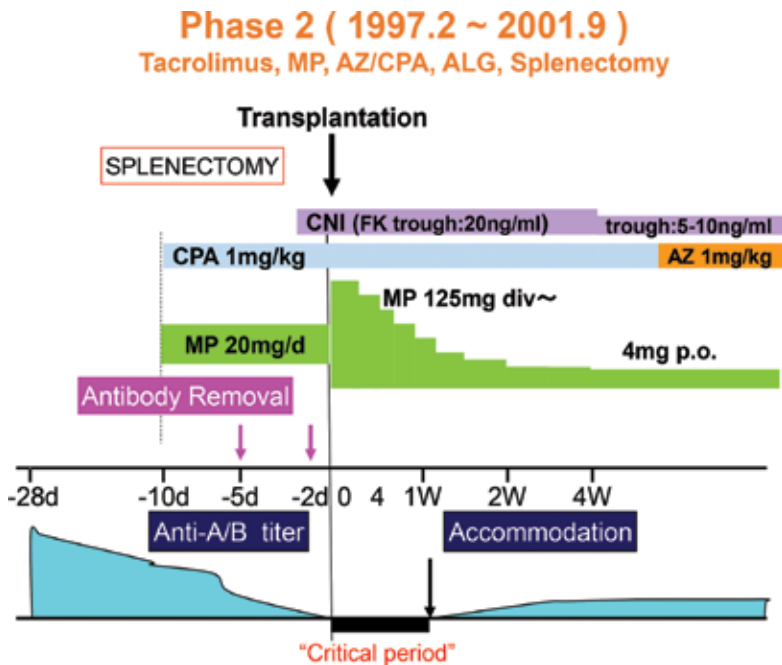 Phase 2 ( 1997.2 ~ 2001.9 )
Tacrolimus, MP, AZ/CPA, ALG, Splenectomy
Transplantation
SPLENECTOMY
CNI (FK trough:20ng/ml)
trough:5-10ng/ml
CPA 1mg/kg
AZ 1mg/kg
MP 125mg div~
MP 20mg/d
4mg p.o.
Antibody Removal
-28d -10d -5d -2d 0 4 1W 2W 4W
Anti-A/B titer
Accommodation
"Critical period"